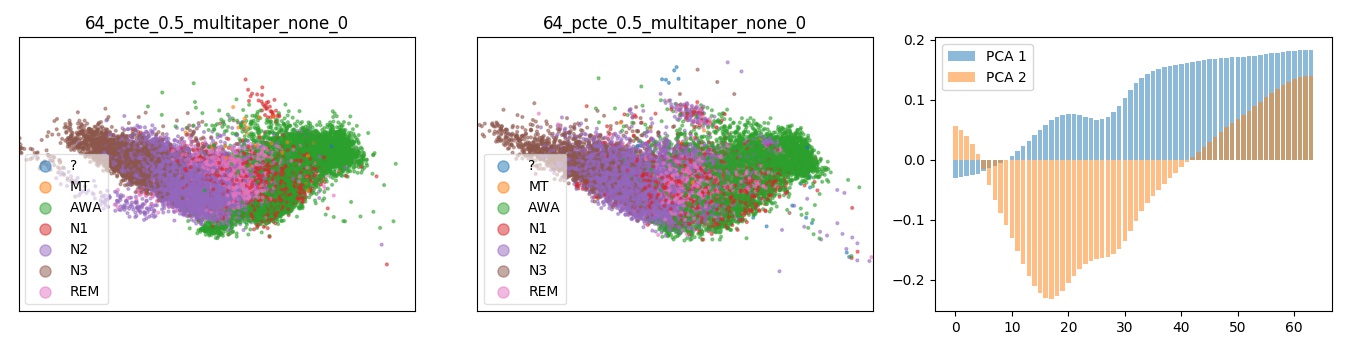 64_pcte_0.5_multitaper_none_0
?
MT
AWA
N1
N2
N3
REM
64_pcte_0.5_multitaper_none_0
?
MT
AWA
N1
N2
N3
REM
PCA 1
PCA 2
0.2
0.1
0.0
−0.1
−0.2
0 10 20 30 40 50 60